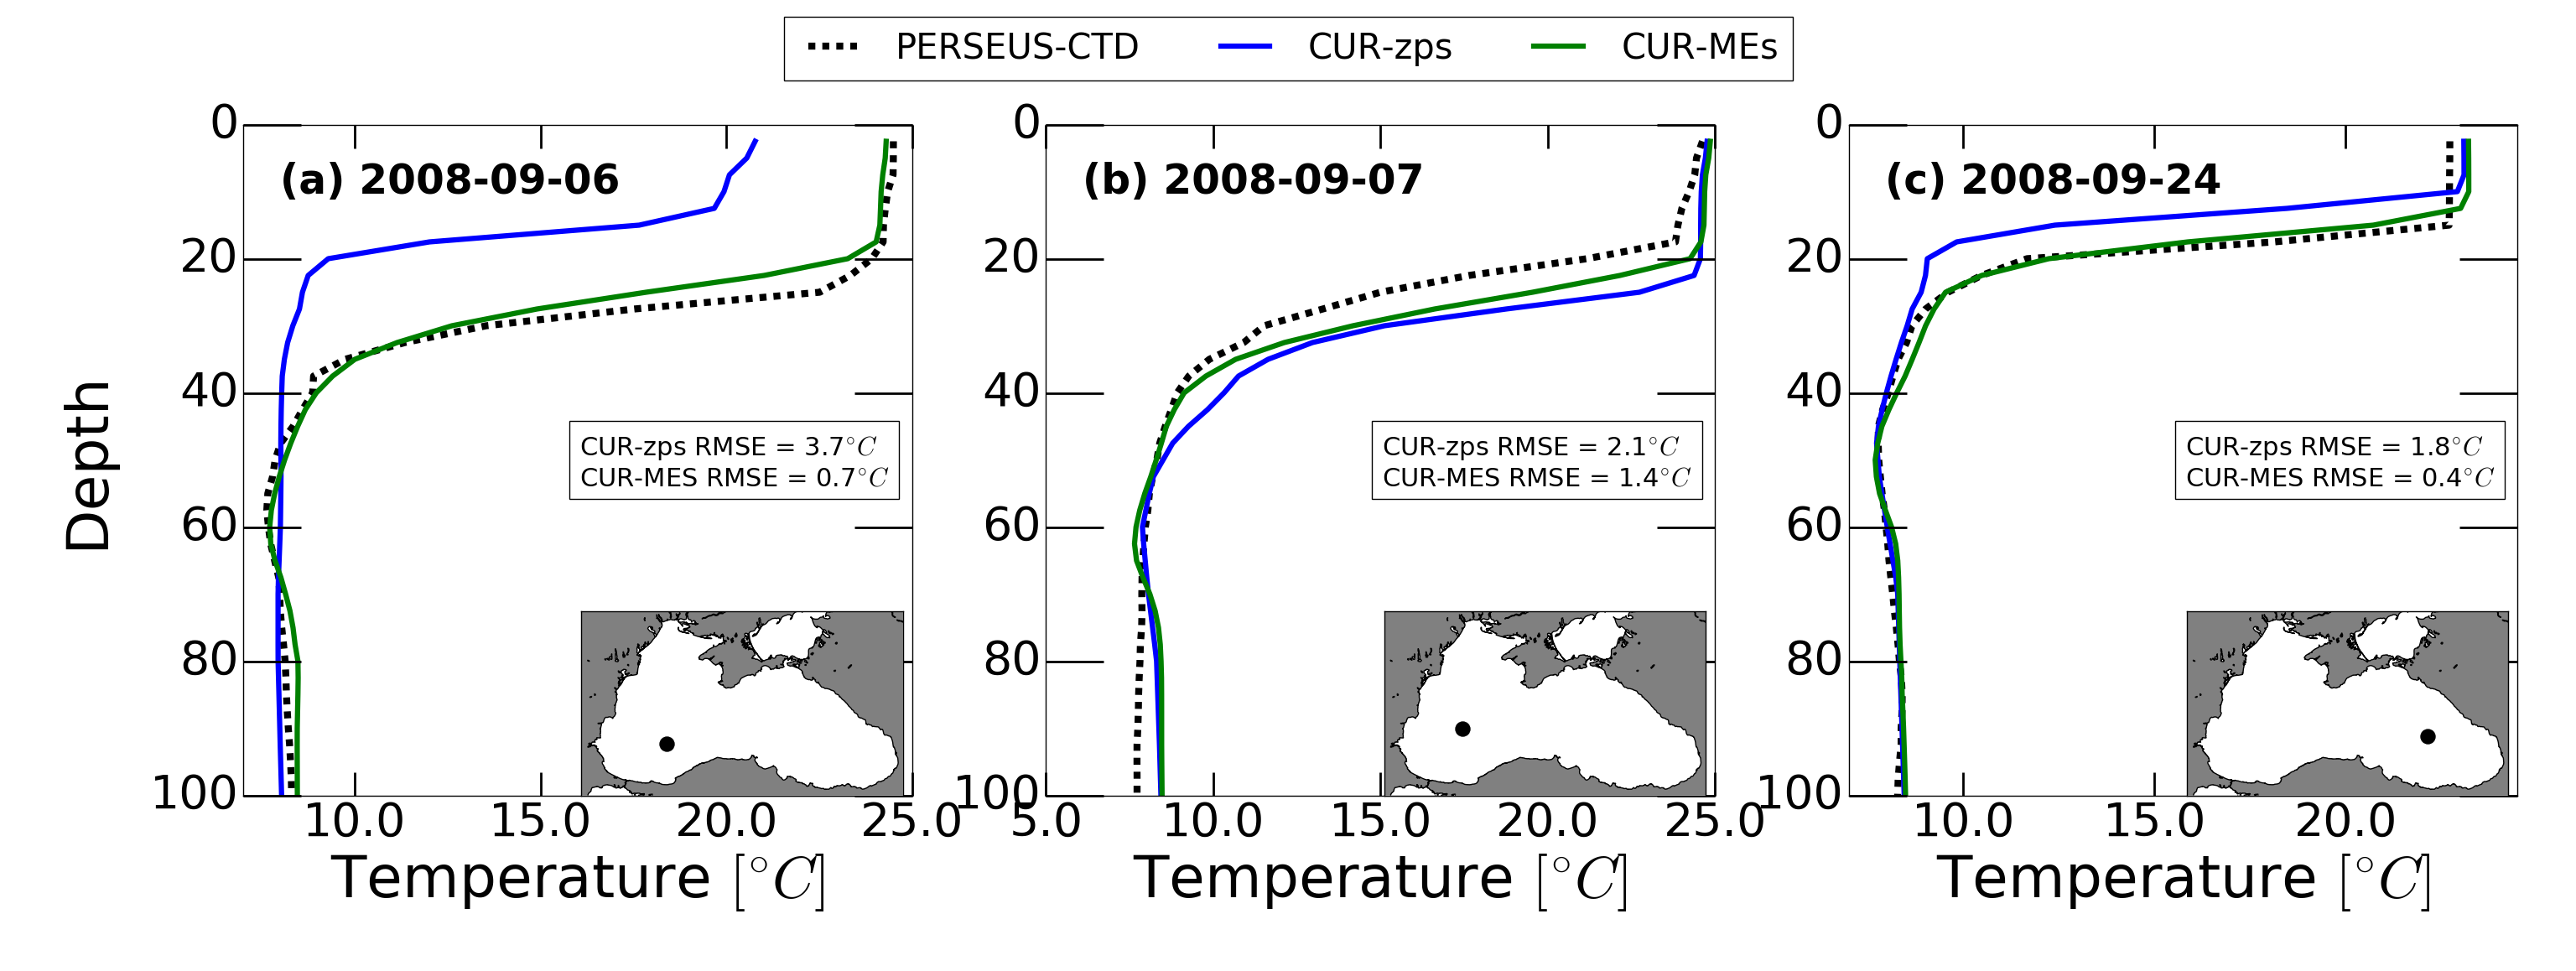 PERSEUS-CTD CUR-zps CUR-MEs
(a) 2008-09-06
0
20
40
60
80
100
Depth
CUR-zps RMSE = 3.7°C
CUR-MES RMSE = 0.7°C
10.0 15.0 20.0 25.0
Temperature [°C]
(b) 2008-09-07
0
20
40
60
80
100
CUR-zps RMSE = 2.1°C
CUR-MES RMSE = 1.4°C
5.0 10.0 15.0 20.0 25.0
Temperature [°C]
(c) 2008-09-24
0
20
40
60
80
100
CUR-zps RMSE = 1.8°C
CUR-MES RMSE = 0.4°C
10.0 15.0 20.0
Temperature [°C]